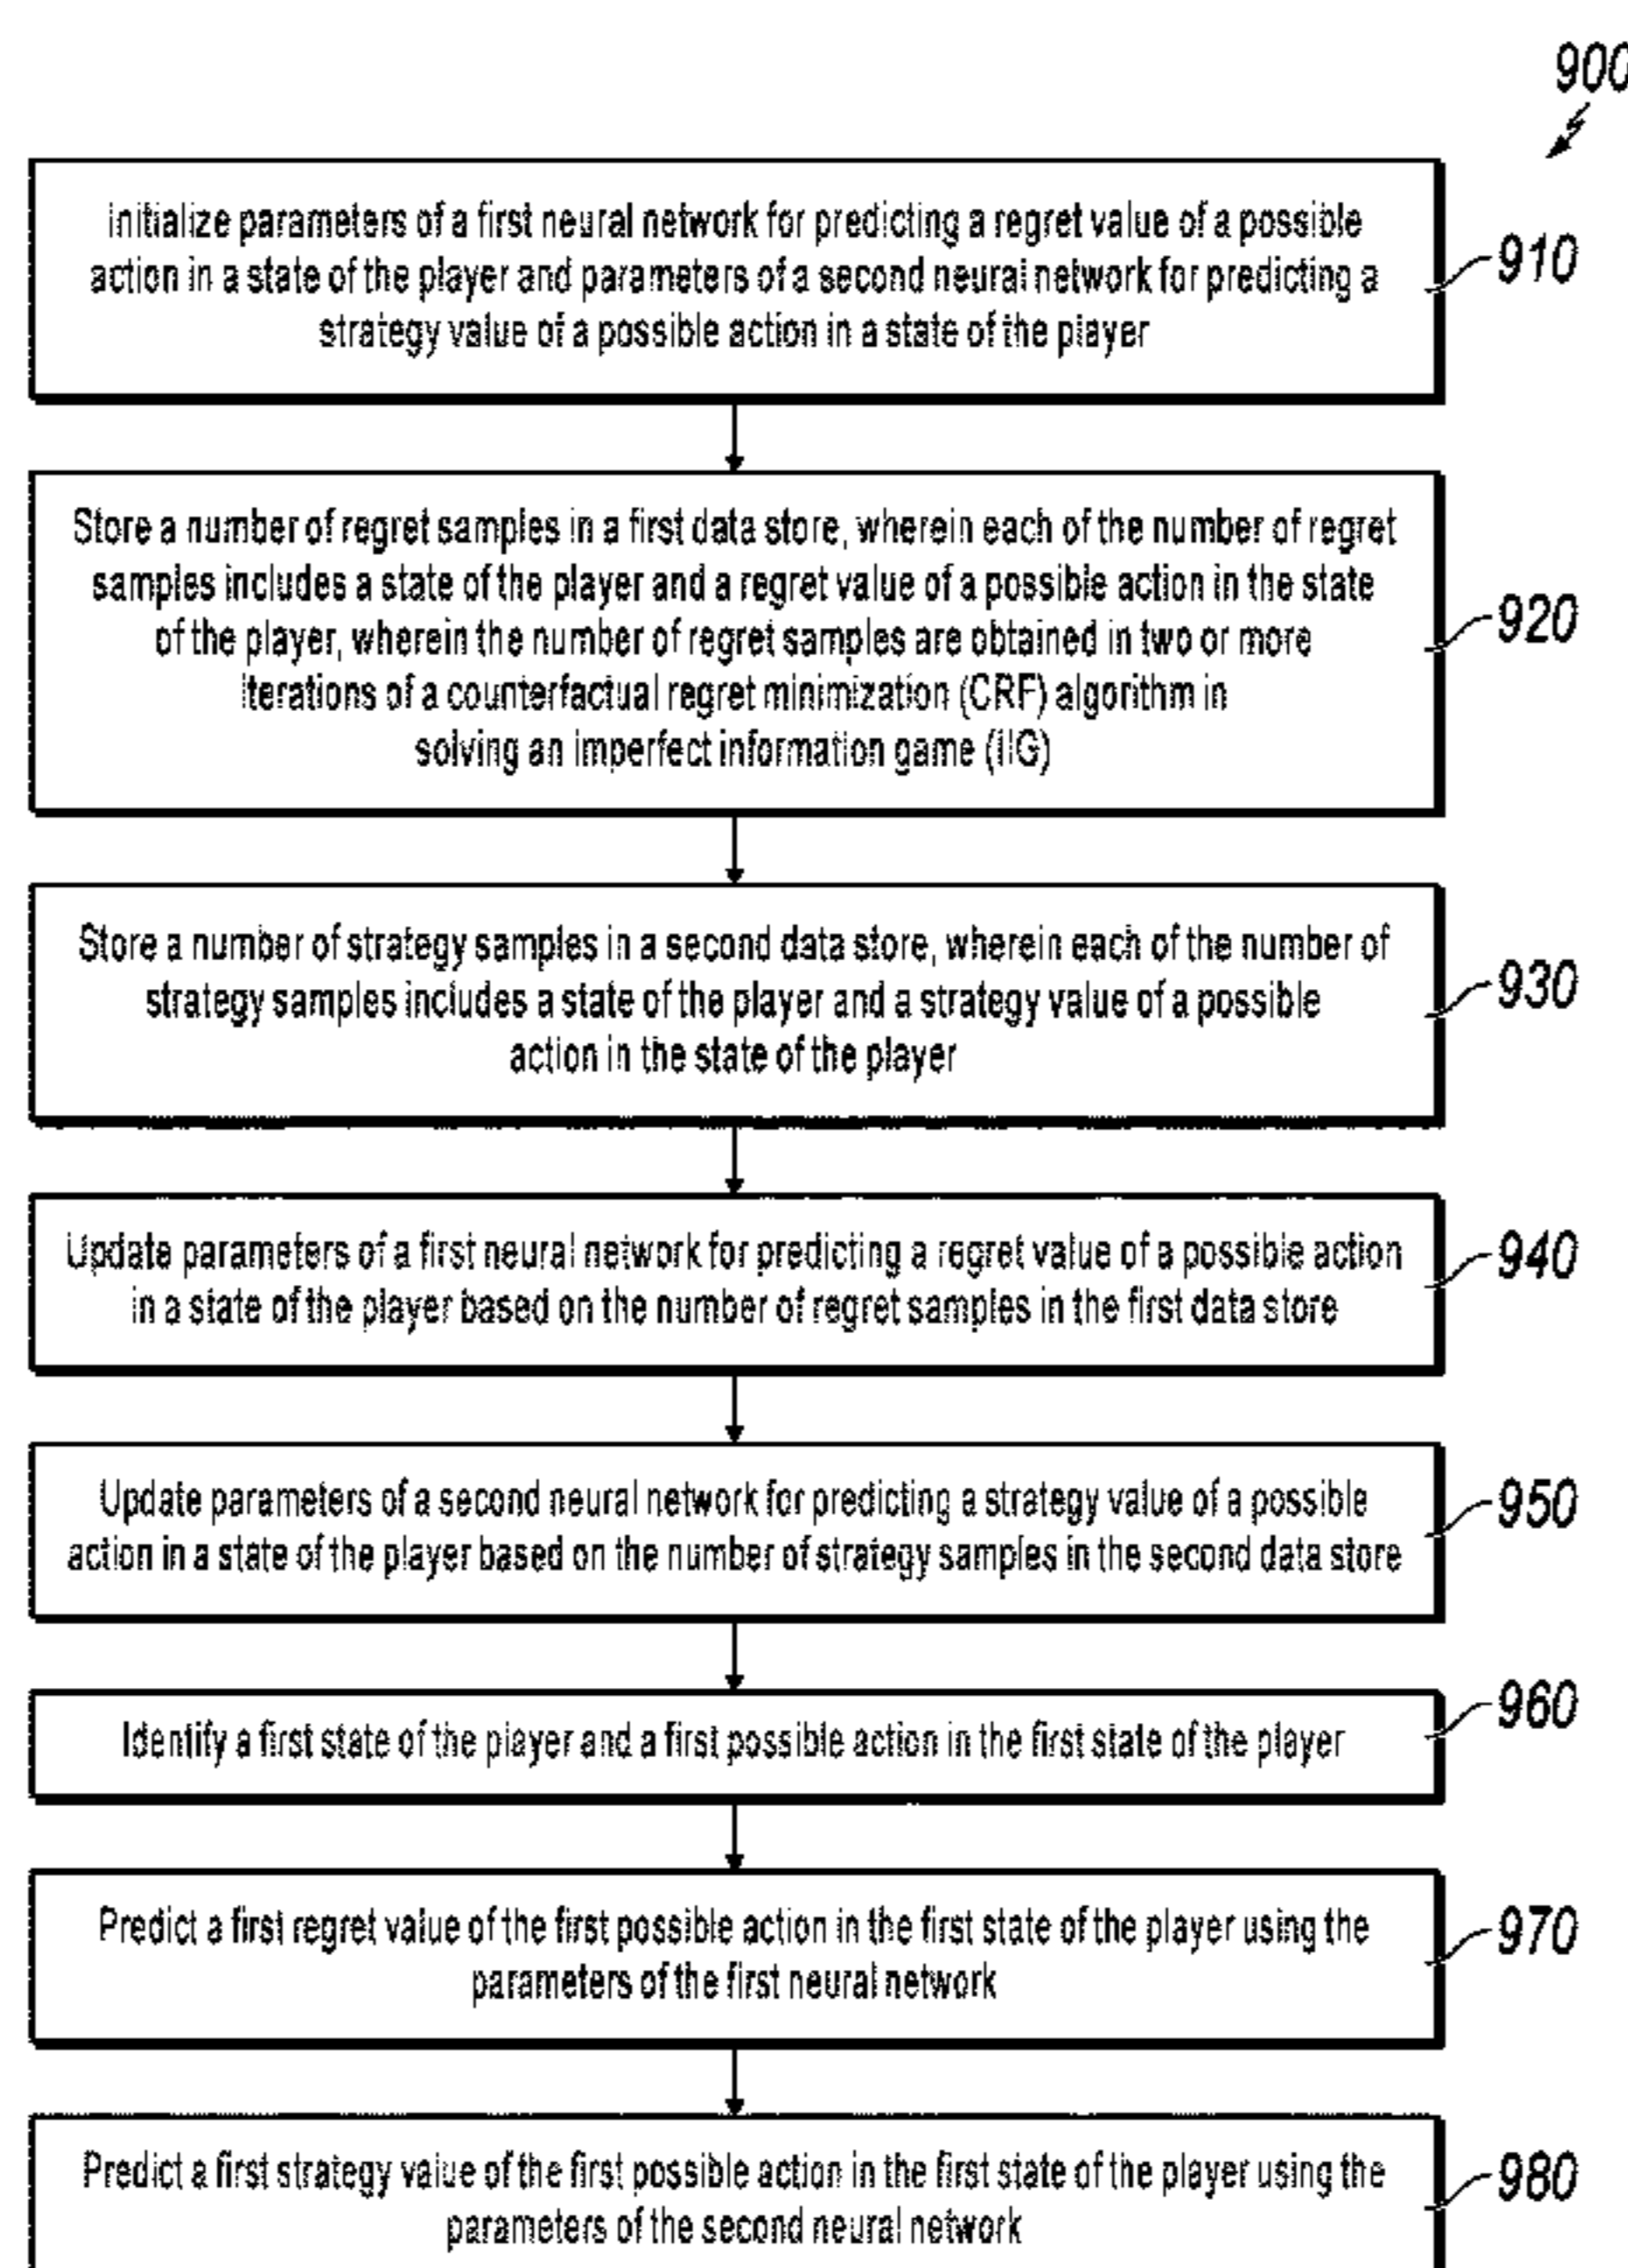 900
initialize parameters of a first neural network for predicting a regret value of a possible
action in a state of the player and parameters of a second neural network for predicting a
strategy value of a possible action in a state of the player
910
Store a number of regret samples in a first data store, wherein each of the number of regret
samples includes a state of the player and a regret value of a possible action in the state
of the player, wherein the number of regret samples are obtained in two or more
iterations of a counterfactual regret minimization (CRF) algorithm in
solving an imperfect information game (IIG)
920
Store a number of strategy samples in a second data store, wherein each of the number of
strategy samples includes a state of the player and a strategy value of a possible
action in the state of the player
930
Update parameters of a first neural network for predicting a regret value of a possible action
in a state of the player based on the number of regret samples in the first data store
940
Update parameters of a second neural network for predicting a strategy value of a possible
action in a state of the player based on the number of strategy samples in the second data store
950
Identify a first state of the player and a first possible action in the first state of the player
960
Predict a first regret value of the first possible action in the first state of the player using the
parameters of the first neural network
970
Predict a first strategy value of the first possible action in the first state of the player using the
parameters of the second neural network
980